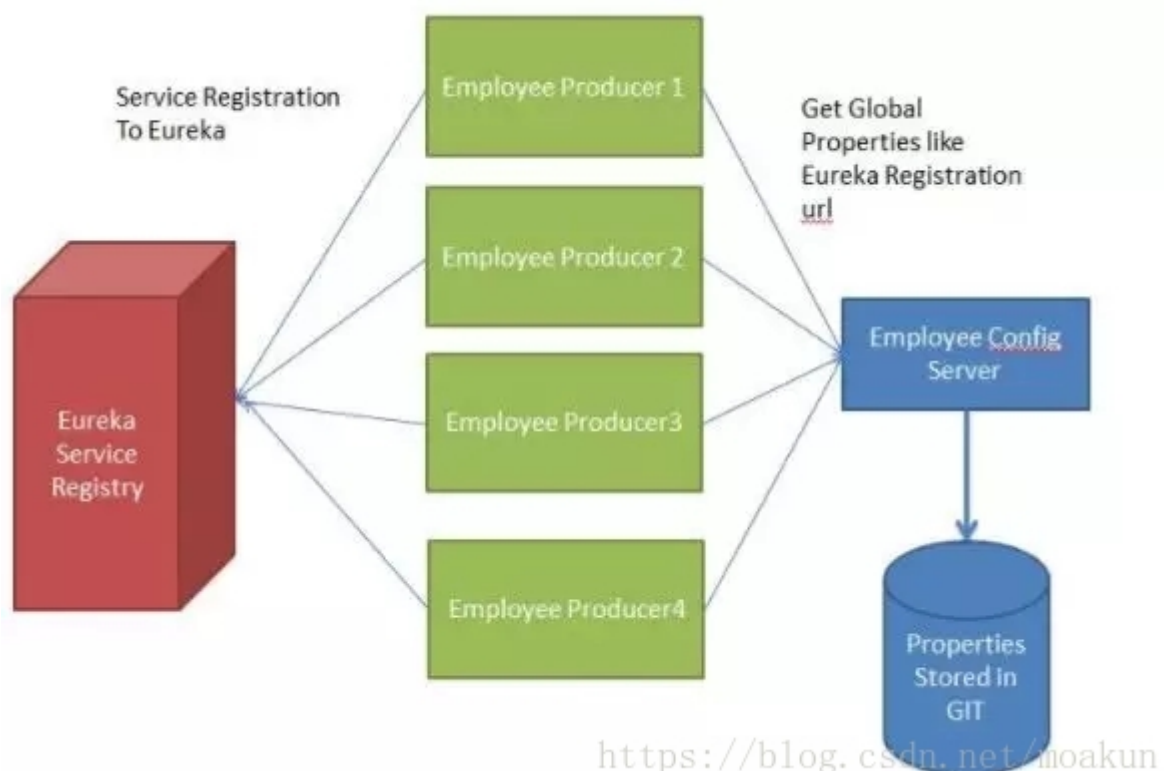 Service Registration
To Eureka
Employee Producer 1
Get Global
Properties like
Eureka Registration
url
Employee Producer 2
Employee Config
Server
Employee Producer3
Eureka
Service
Registry
Employee Producer4
Properties
Stored in
GIT
https://blog.csdn.net/moakun